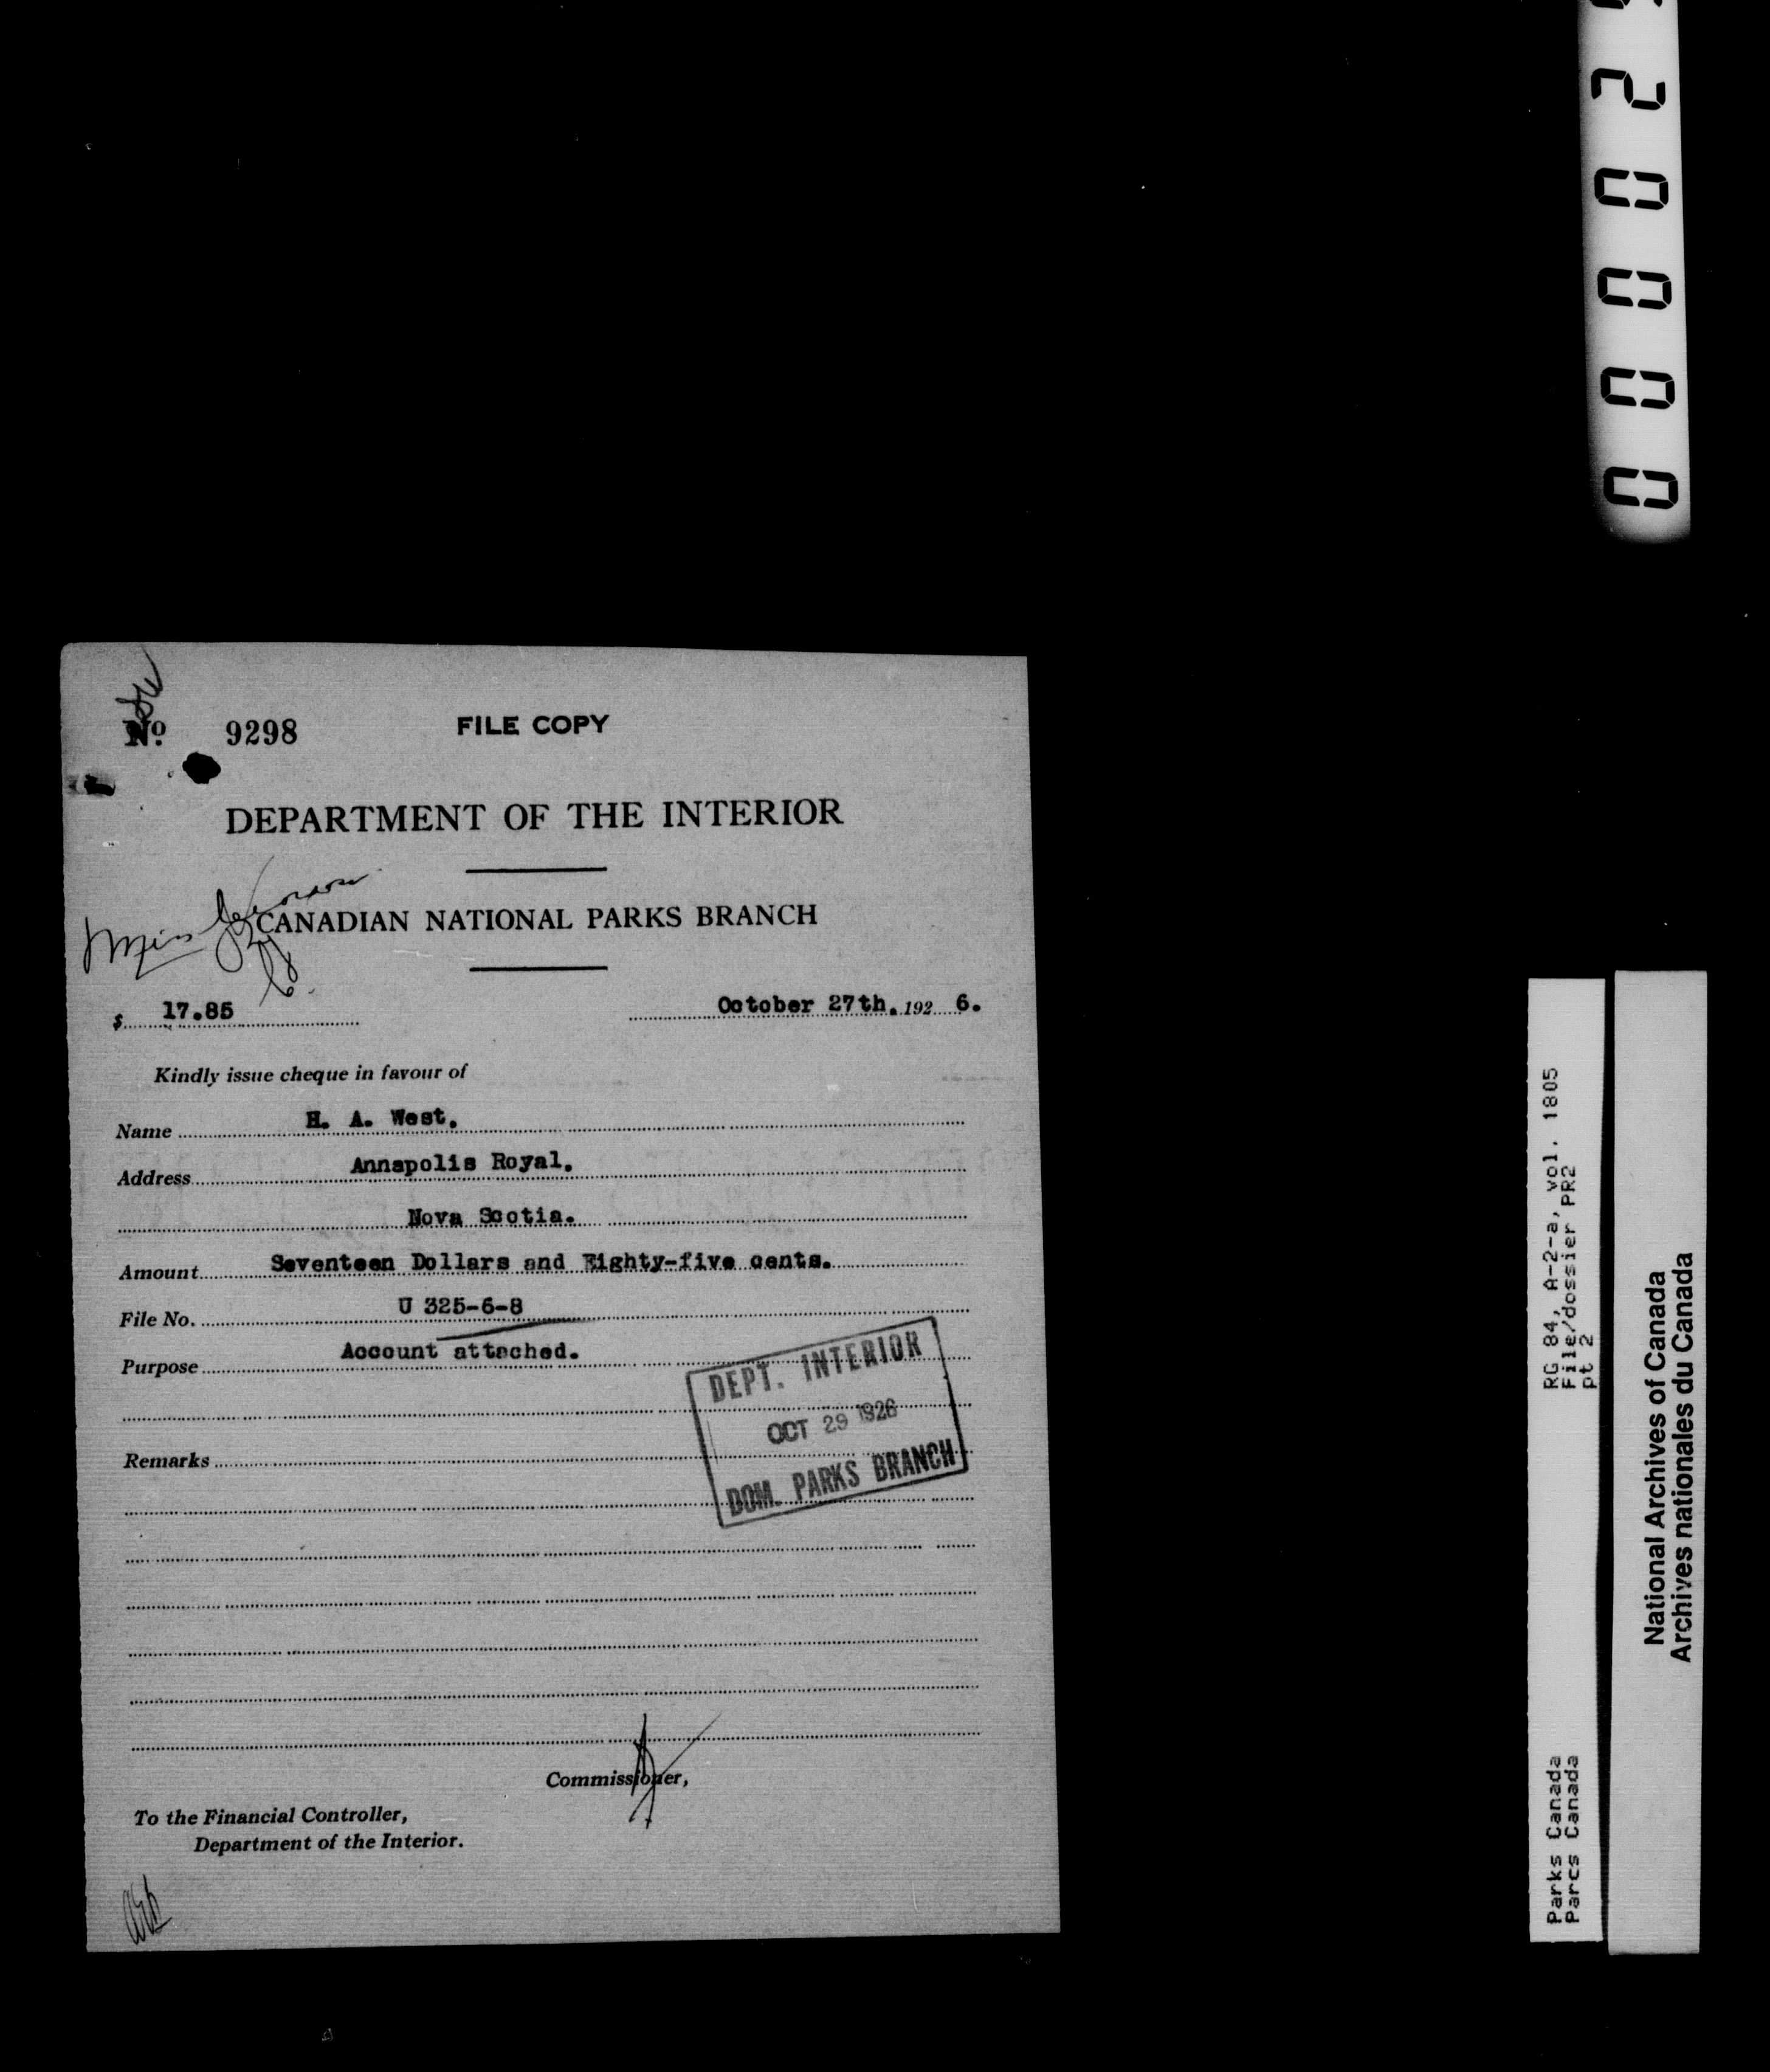 No. 9298 FILE COPY
DEPARTMENT OF THE INTERIOR
CANADIAN NATIONAL PARKS BRANCH
Miss
$ 17.85 October 27th. 192 6.
Kindly issue cheque in favour of
Name H. A. West.
Address Annapolis Royal.
Nova Scotia.
Amount Seventeen Dollars and Eighty-five cents.
File No. U 325-6-8
Purpose Account attached.
DEPT. INTERIOR
OCT 29 1926
DOM. PARKS BRANCH
Remarks
Commissioner,
To the Financial Controller,
Department of the Interior.
00002
RG 84, A-2-a, vol. 1805
File/dossier PR2
pt 2
Parks Canada
Parcs Canada
National Archives of Canada
Archives nationales du Canada